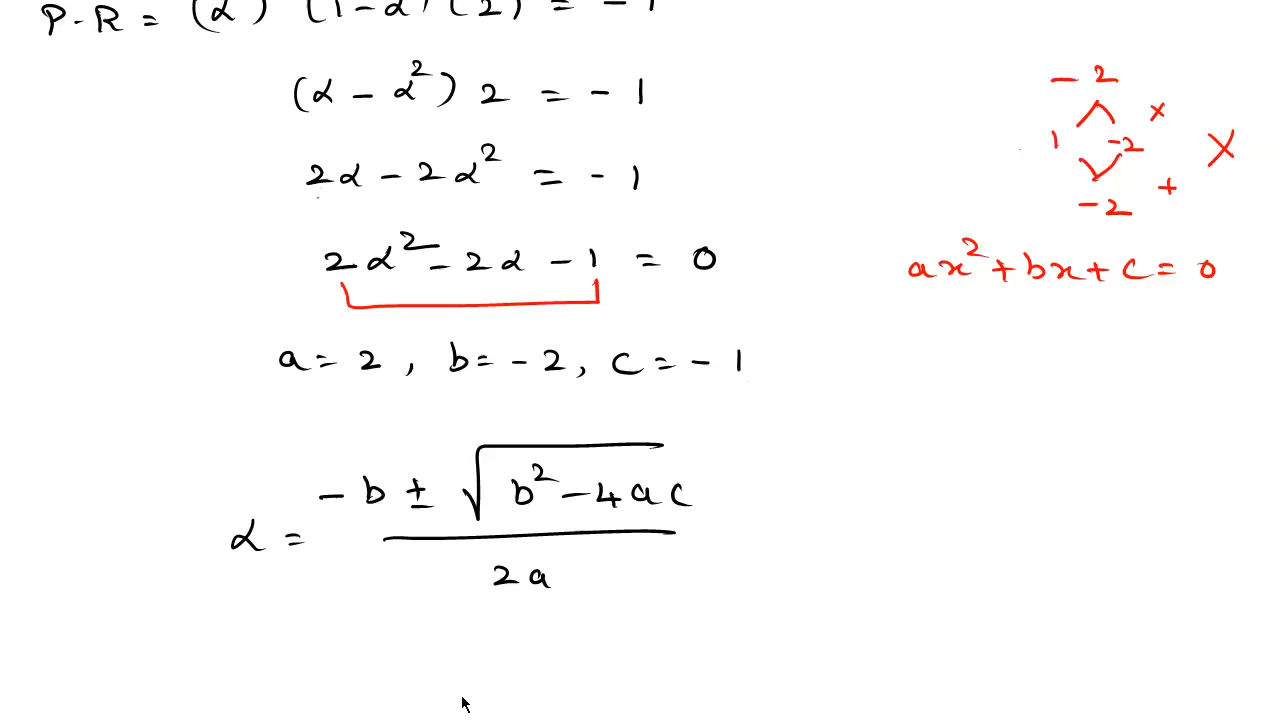 P·R = (α) (1-α) (2) = -1
(α - α²) 2 = -1
2α - 2α² = -1
2α² - 2α - 1 = 0
a = 2 , b = -2 , c = -1
α = -b ± √b² - 4ac
2a
-2
×
1 -2
×
+
-2
ax² + bx + c = 0